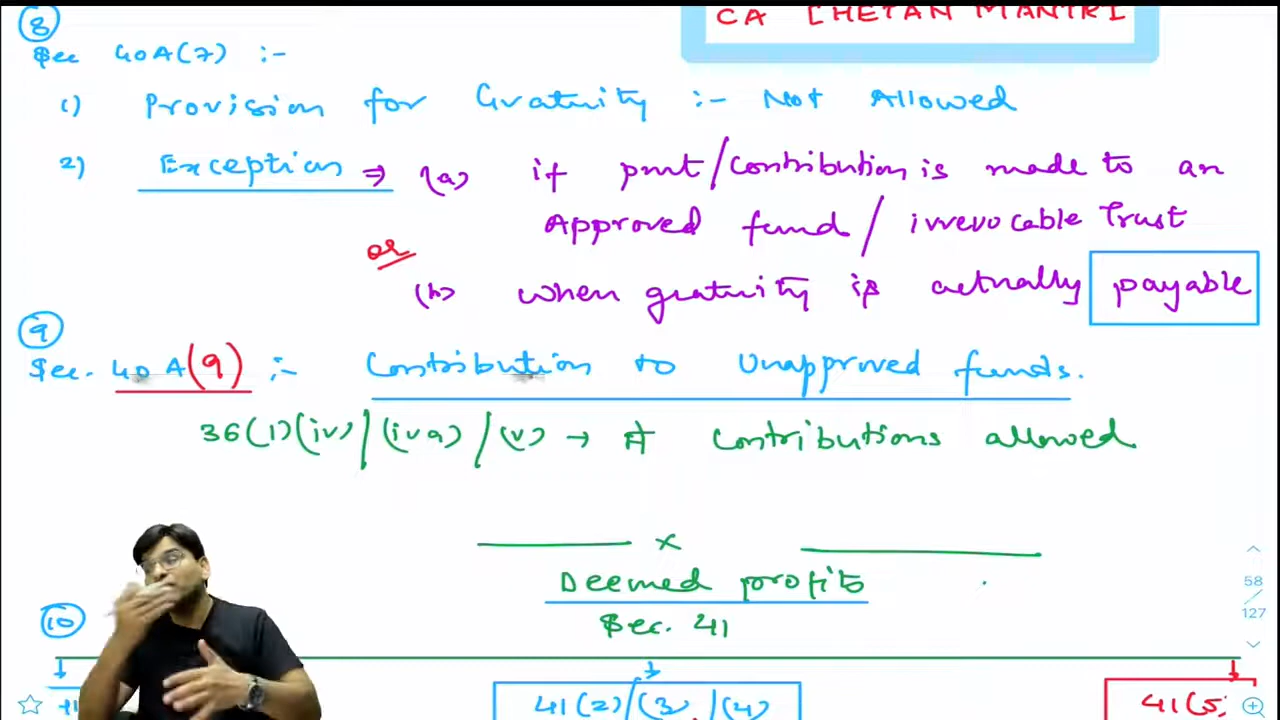 CA CHETAN MANTRI
8
Sec 40A(7) :-
1) Provision for Gratuity :- Not Allowed
2) Exception ⇒ (a) if pmt/contribution is made to an
Approved fund / irrevocable Trust
or
(b) when gratuity is actually payable
9
Sec. 40A(9) :- Contribution to Unapproved funds.
36(1)(iv)/(iva)/(v) →
contributions allowed
x
Deemed profits
10
Sec. 41
41(2)/(3)/(4)
41(5)
58
/
127